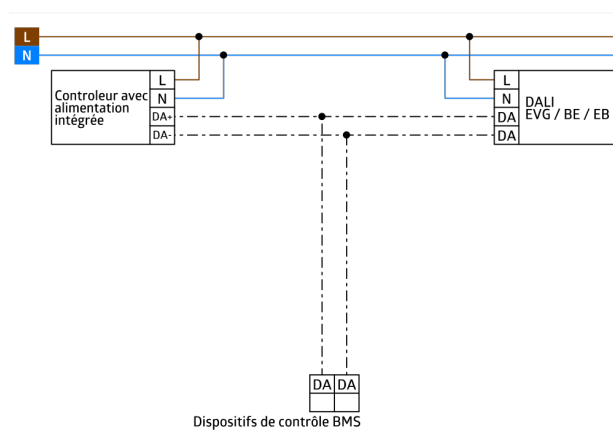 L
N
Controleur avec
alimentation
intégrée
L
N
DA+
DA-
L
N
DA
DA
DALI
EVG / BE / EB
DA DA
Dispositifs de contrôle BMS